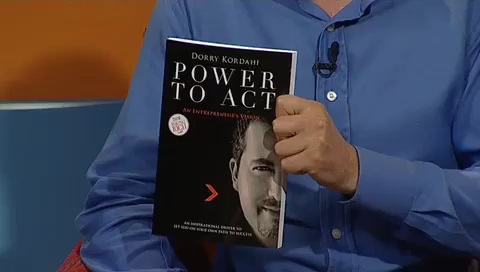 DORRY KORDAHI
POWER
TO ACT
AN ENTREPRENEUR'S VISION
AN INSPIRATIONAL DRIVER TO
SET YOU ON YOUR OWN PATH TO SUCCESS